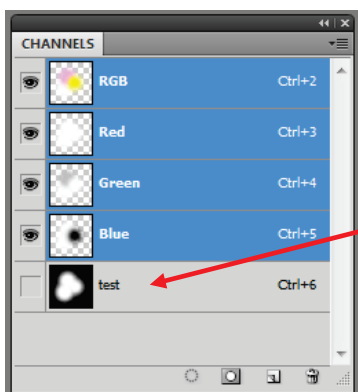 CHANNELS
RGB Ctrl+2
Red Ctrl+3
Green Ctrl+4
Blue Ctrl+5
test Ctrl+6